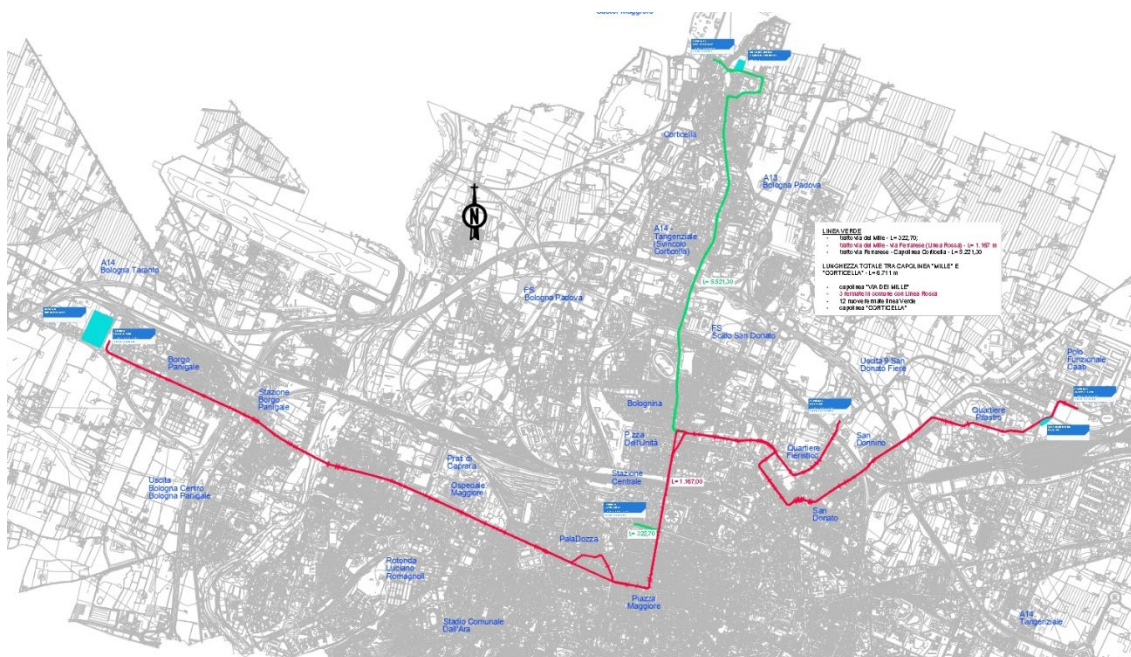 Castel Maggiore
Corticella
A13
Bologna Padova
A14
Tangenziale
(Svincolo
Corticella)
LINEA VERDE
- tratto via dei Mille - L= 322,70;
- tratto via dei Mille - via Ferrarese (Linea Rossa) - L= 1.167 m
- tratto via Ferrarese - Capolinea Corticella - L= 5.221,30
LUNGHEZZA TOTALE TRA CAPOLINEA "MILLE" E
"CORTICELLA" - L= 6.711 m
- capolinea "VIA DEI MILLE"
- 3 fermate in comune con Linea Rossa
- 12 nuove fermate linea Verde
- capolinea "CORTICELLA"
A14
Bologna Taranto
L= 5.521,30
FS
Bologna Padova
FS
Scalo San Donato
Borgo
Panigale
Uscita 9 San
Donato Fiere
Polo
Funzionale
Caab
Stazione
Borgo
Panigale
Bolognina
Quartiere
Pilastro
P.zza
Dell'Unità
San
Donnino
Quartiere
Fieristico
Prati di
Caprara
Stazione
Centrale
L= 1.167,00
Uscita
Bologna Centro
Bologna Panigale
Ospedale
Maggiore
San
Donato
L= 322,70
PalaDozza
Rotonda
Luciano
Romagnoli
Piazza
Maggiore
Stadio Comunale
Dall'Ara
A14
Tangenziale
N